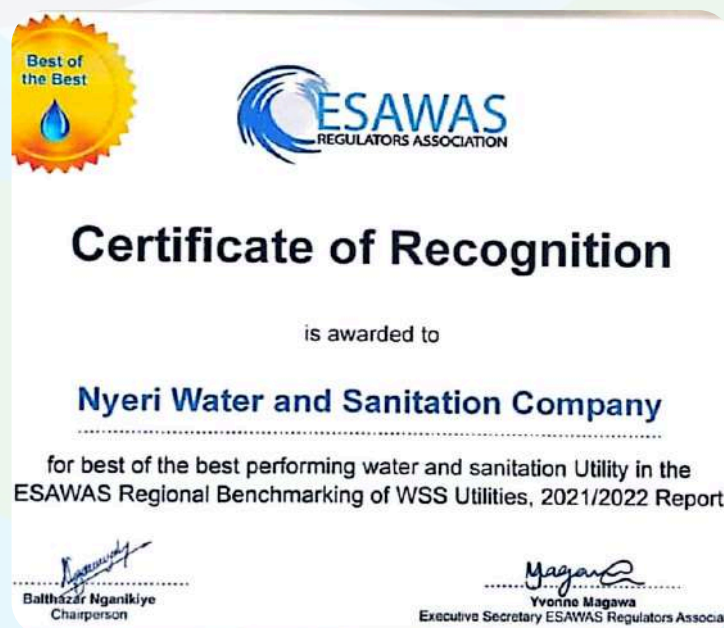 Best of
the Best
ESAWAS
REGULATORS ASSOCIATION
Certificate of Recognition
is awarded to
Nyeri Water and Sanitation Company
for best of the best performing water and sanitation Utility in the
ESAWAS Regional Benchmarking of WSS Utilities, 2021/2022 Report
Balthazar Nganikiye
Chairperson
Yvonne Magawa
Executive Secretary ESAWAS Regulators Associa